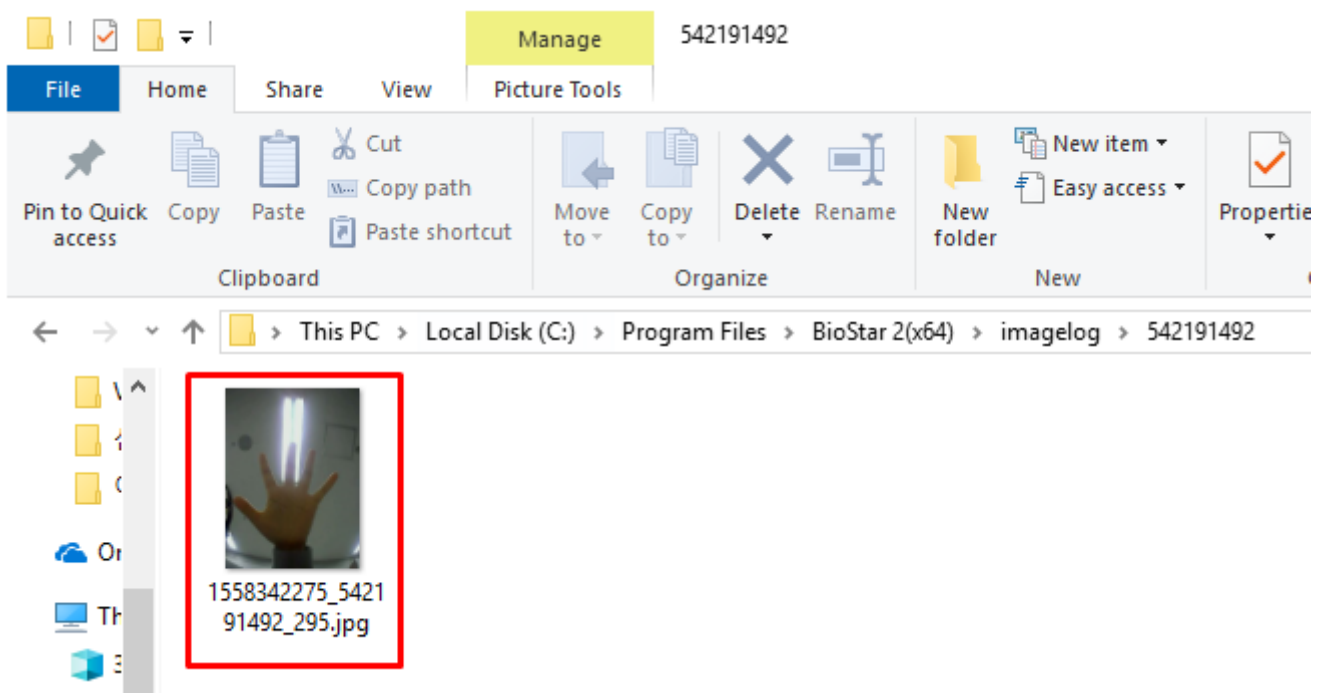 Manage 542191492
File Home Share View Picture Tools
Cut
Copy path
Paste shortcut
Pin to Quick access
Copy
Paste
Move to
Copy to
Delete
Rename
New folder
New item
Easy access
Clipboard Organize New
> This PC > Local Disk (C:) > Program Files > BioStar 2(x64) > imagelog > 542191492
1558342275_5421
91492_295.jpg